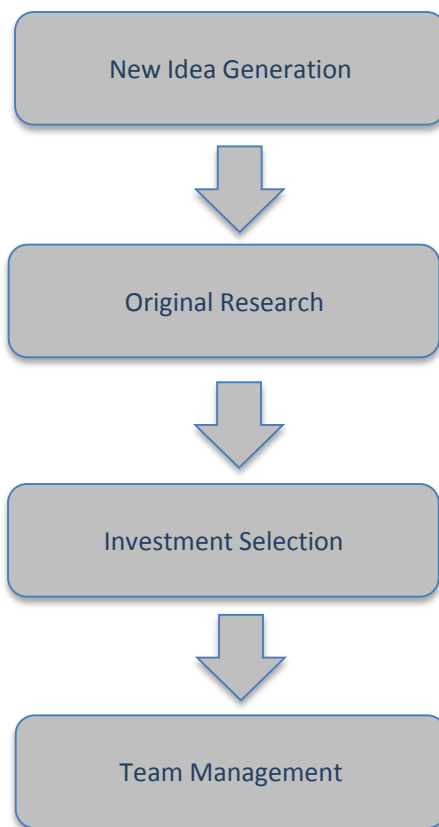 New Idea Generation
Original Research
Investment Selection
Team Management